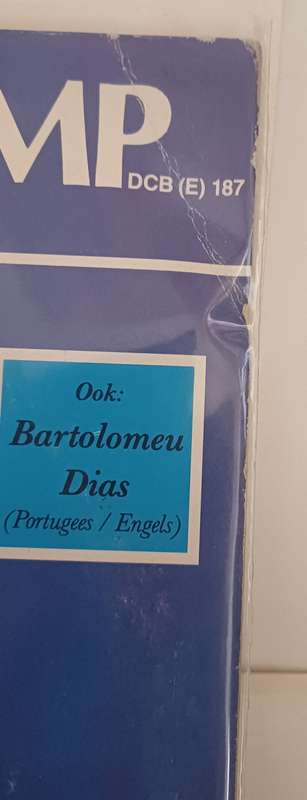 MP
DCB (E) 187
Ook:
Bartolomeu
Dias
(Portugees / Engels)